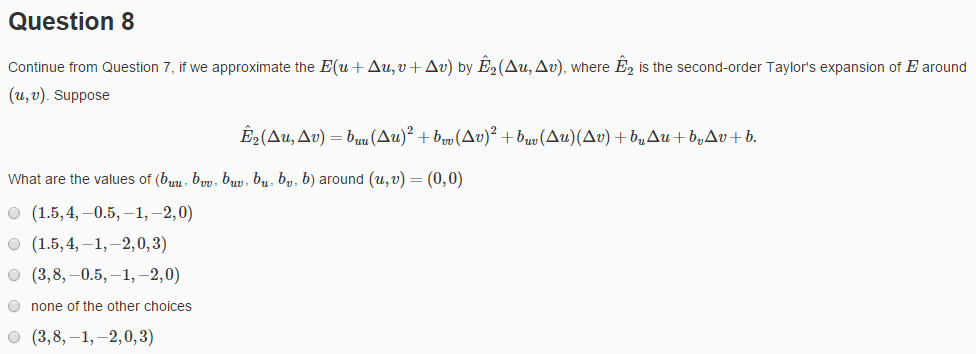 Question 8
Continue from Question 7, if we approximate the E(u + Δu, v + Δv) by Ê₂(Δu, Δv), where Ê₂ is the second-order Taylor's expansion of E around
(u, v). Suppose
Ê₂(Δu, Δv) = b_uu(Δu)² + b_vv(Δv)² + b_uv(Δu)(Δv) + b_uΔu + b_vΔv + b.
What are the values of (b_uu, b_vv, b_uv, b_u, b_v, b) around (u, v) = (0, 0)
(1.5, 4, −0.5, −1, −2, 0)
(1.5, 4, −1, −2, 0, 3)
(3, 8, −0.5, −1, −2, 0)
none of the other choices
(3, 8, −1, −2, 0, 3)